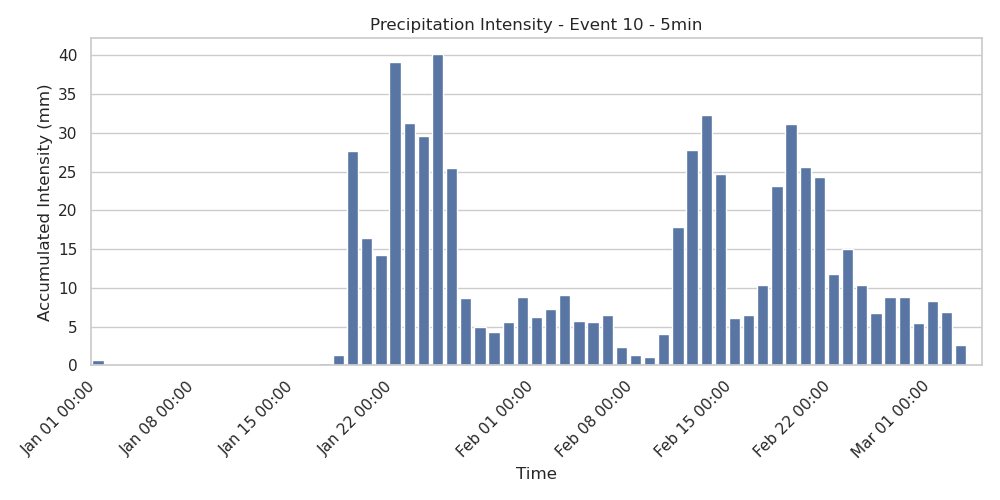 Precipitation Intensity - Event 10 - 5min
Accumulated Intensity (mm)
40
35
30
25
20
15
10
5
0
Jan 01 00:00
Jan 08 00:00
Jan 15 00:00
Jan 22 00:00
Feb 01 00:00
Feb 08 00:00
Feb 15 00:00
Feb 22 00:00
Mar 01 00:00
Time